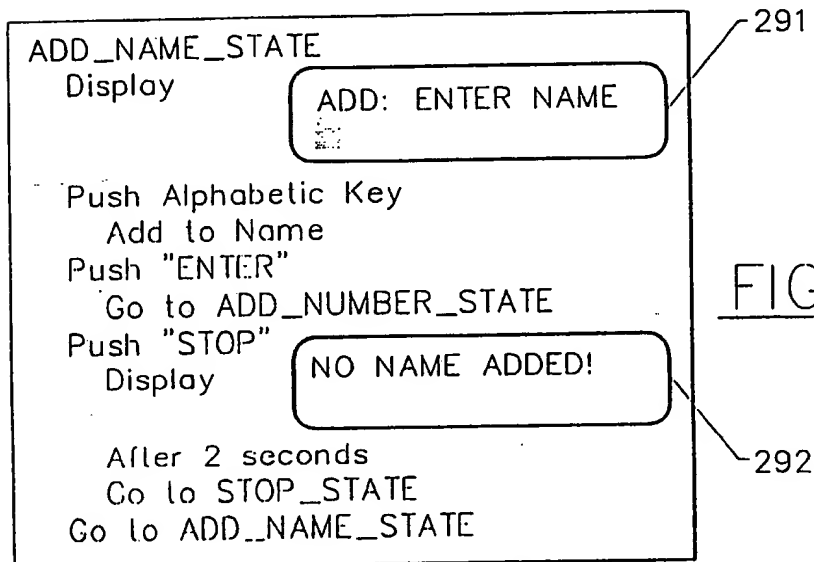 ADD_NAME_STATE
291
Display
ADD: ENTER NAME
Push Alphabetic Key
Add to Name
Push "ENTER"
Go to ADD_NUMBER_STATE
FIG
Push "STOP"
Display
NO NAME ADDED!
After 2 seconds
292
Go to STOP_STATE
Go to ADD_NAME_STATE